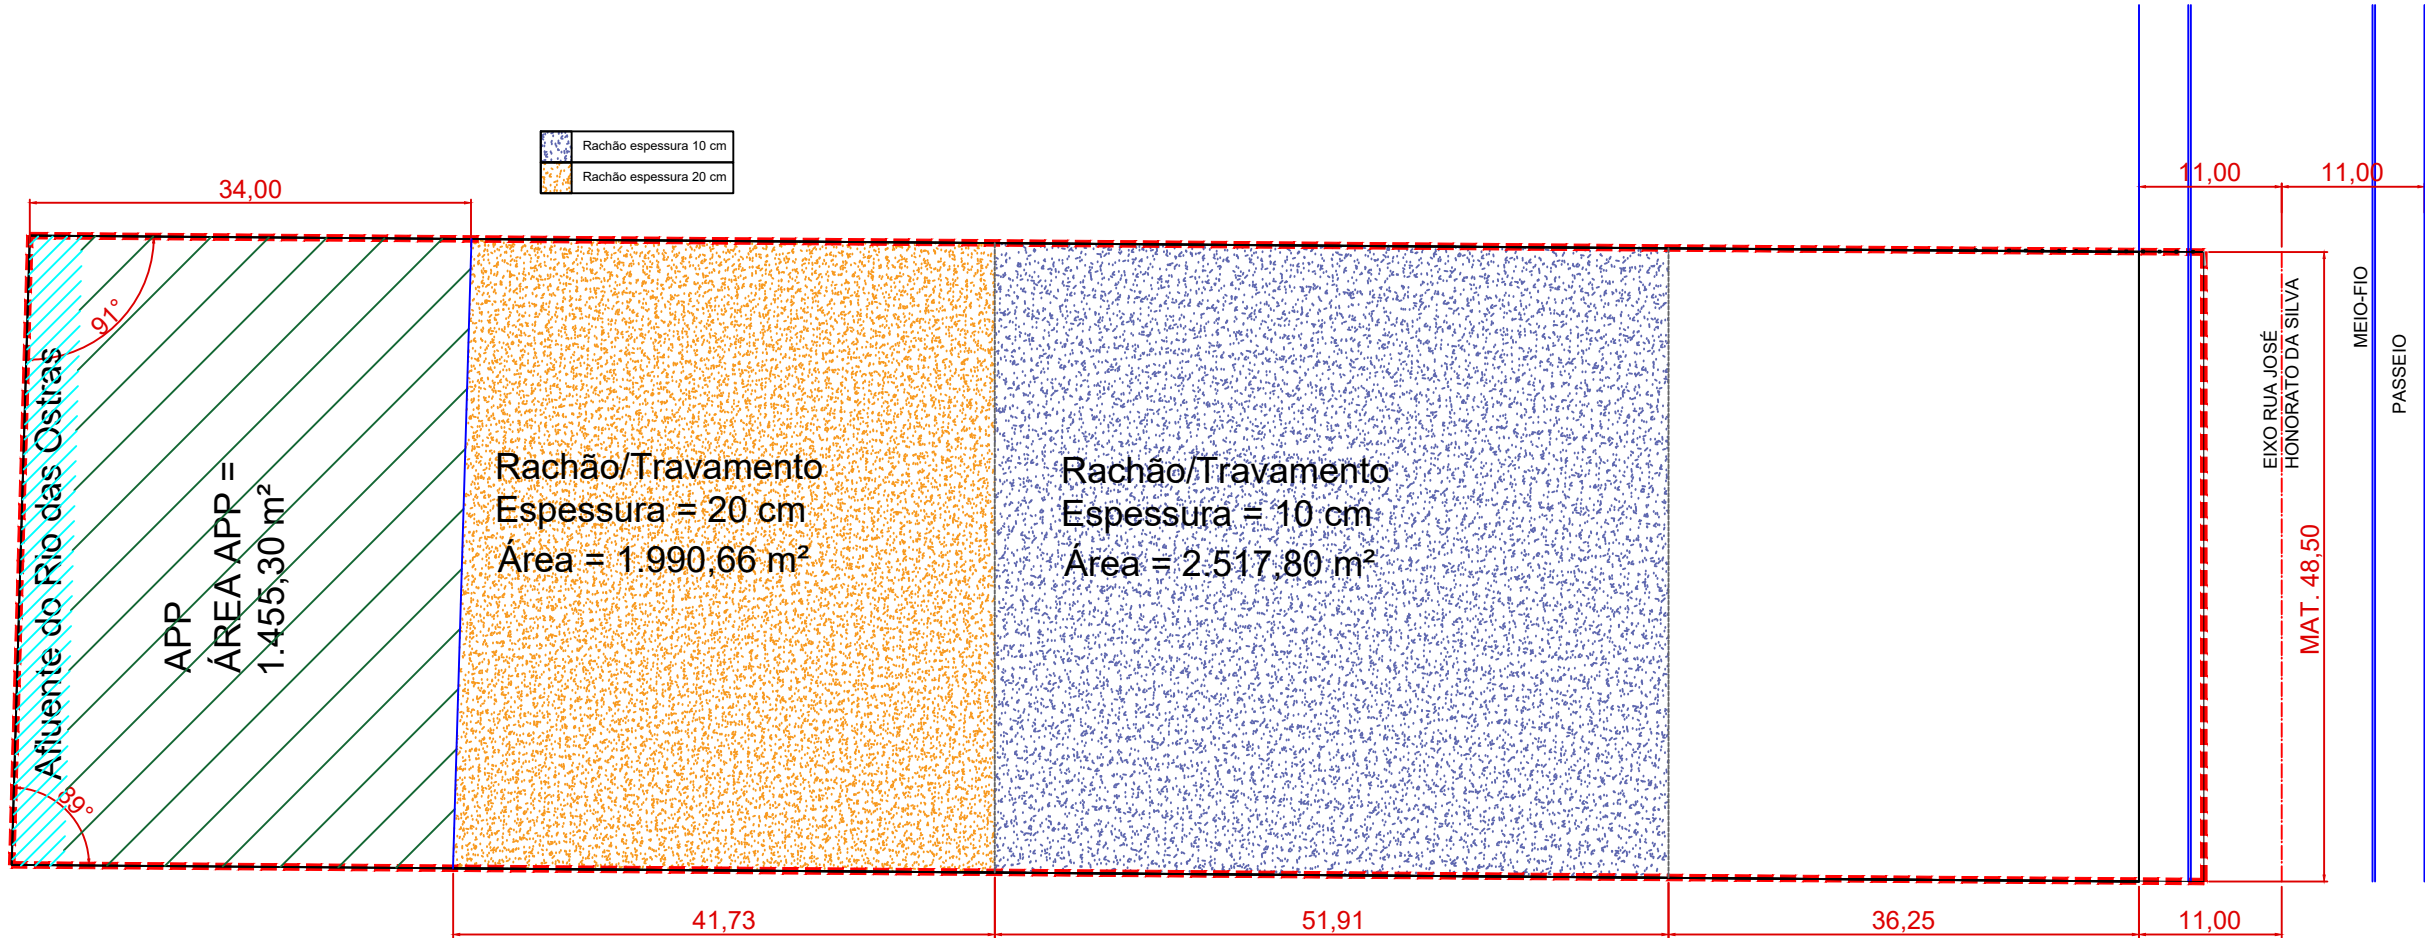 Rachão espessura 10 cm
Rachão espessura 20 cm
34,00
11,00
11,00
91°
89°
Afluente do Rio das Ostras
APP
ÁREA APP =
1.455,30 m²
Rachão/Travamento
Espessura = 20 cm
Área = 1.990,66 m²
Rachão/Travamento
Espessura = 10 cm
Área = 2.517,80 m²
EIXO RUA JOSÉ
HONORATO DA SILVA
MAT. 48,50
MEIO-FIO
PASSEIO
41,73
51,91
36,25
11,00